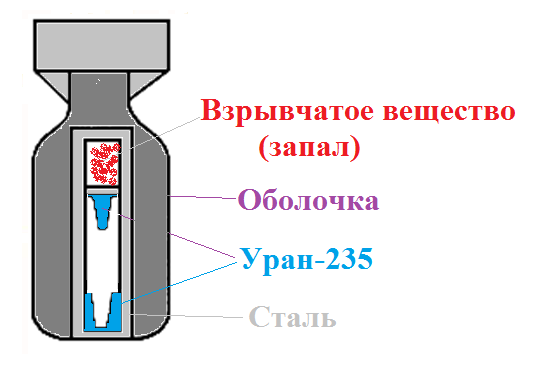 Взрывчатое вещество
(запал)
Оболочка
Уран-235
Сталь